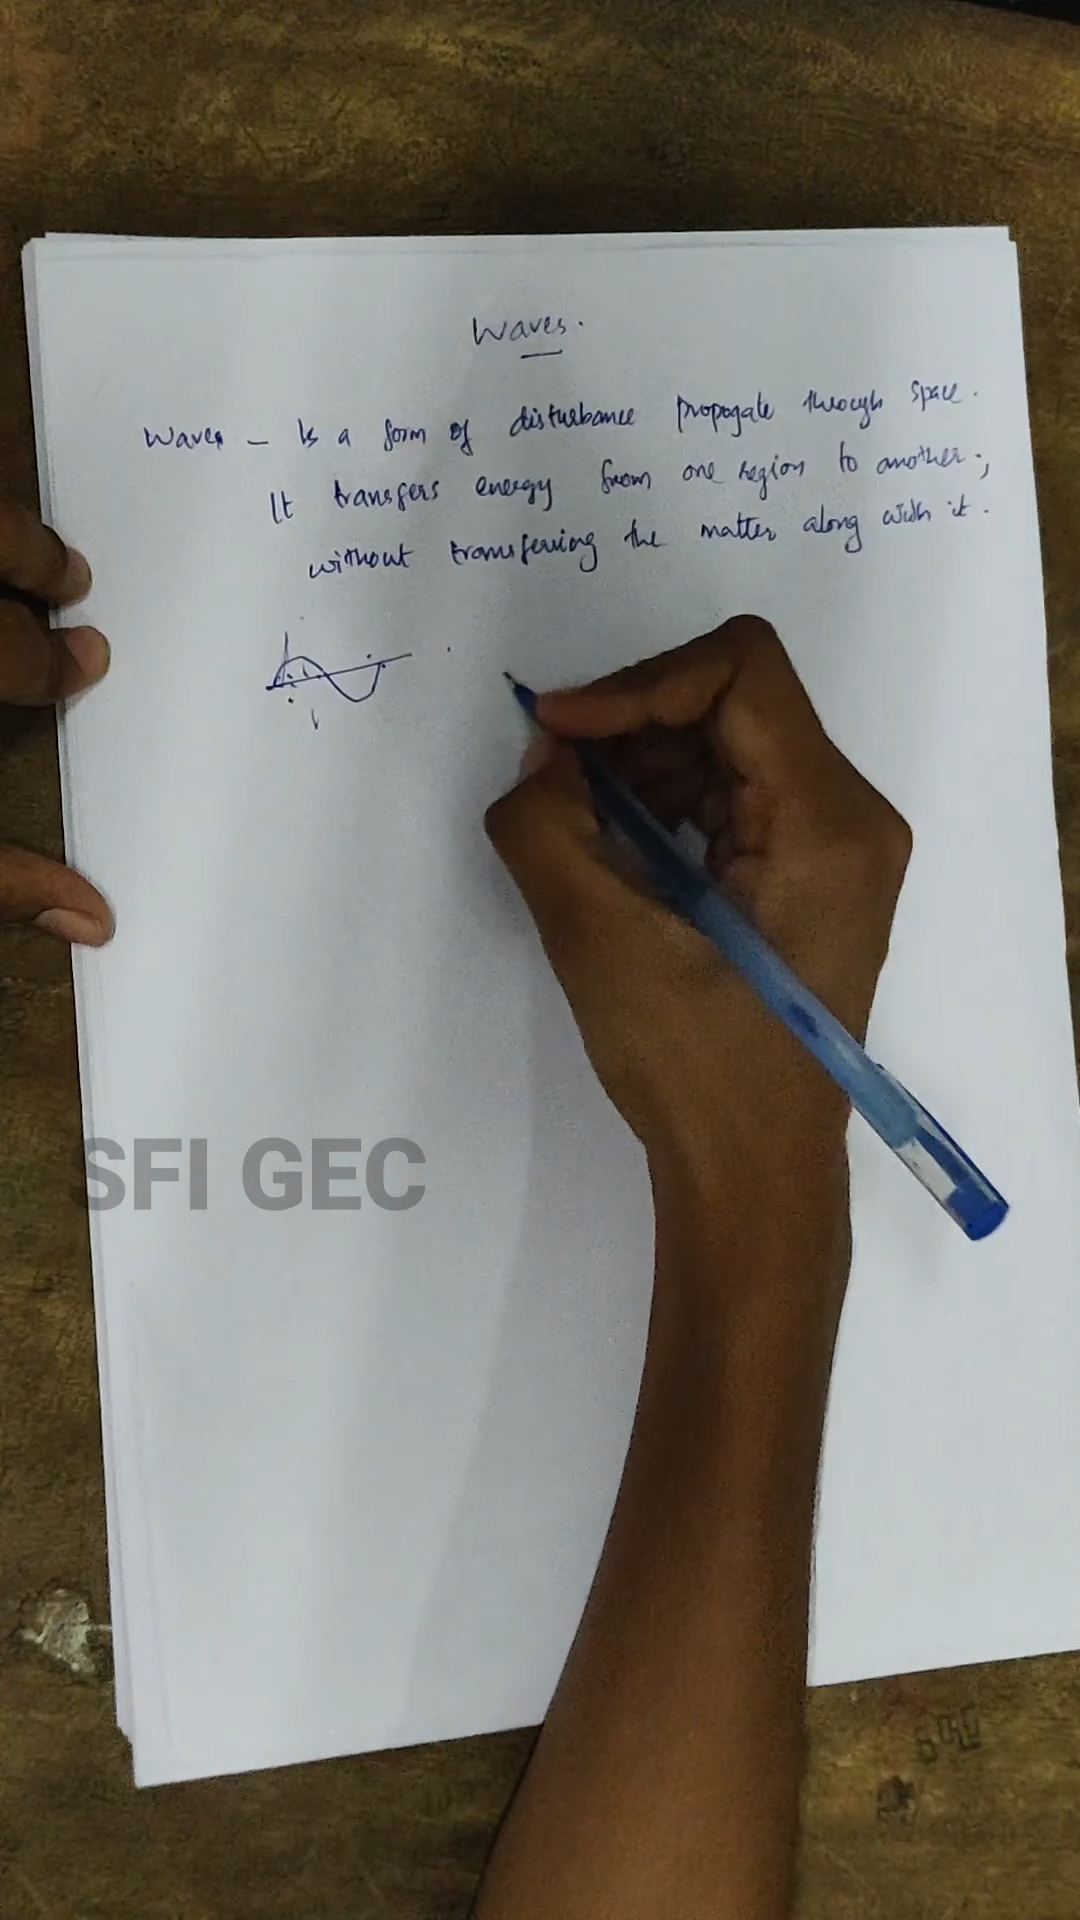 Waves.
Waves - Is a form of disturbance propogate through space.
It transfers energy from one region to another.,
without transferring the matter along with it.
SFI GEC